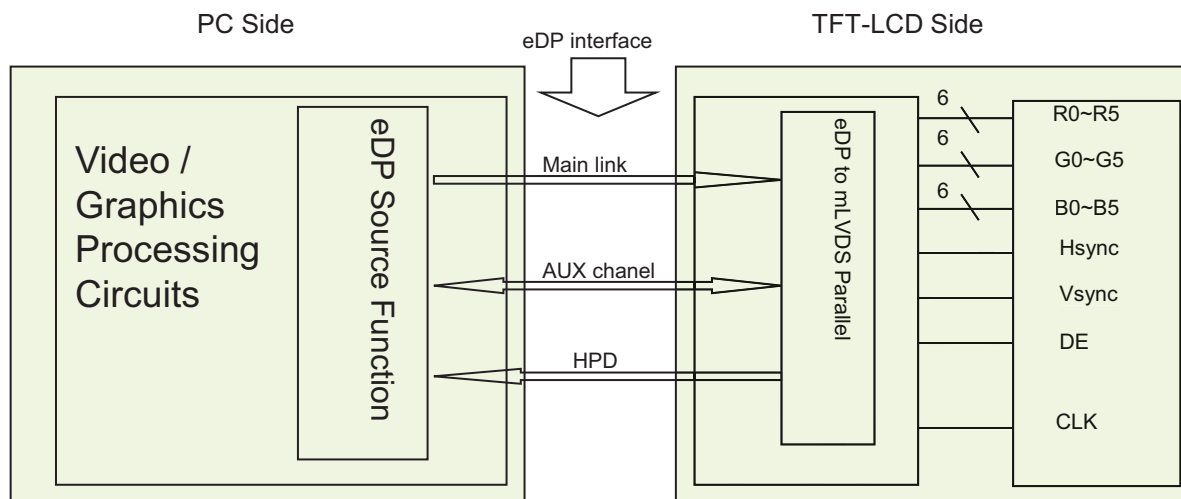 PC Side
eDP interface
TFT-LCD Side
Video /
Graphics
Processing
Circuits
eDP Source Function
Main link
AUX chanel
HPD
eDP to mLVDS Parallel
6
R0~R5
6
G0~G5
6
B0~B5
Hsync
Vsync
DE
CLK